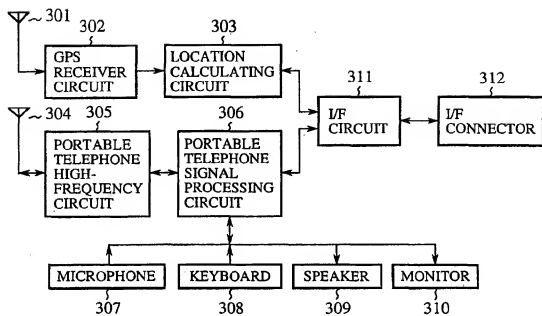 301
302
303
GPS
RECEIVER
CIRCUIT
LOCATION
CALCULATING
CIRCUIT
311
312
I/F
CIRCUIT
I/F
CONNECTOR
304
305
306
PORTABLE
TELEPHONE
HIGH-
FREQUENCY
CIRCUIT
PORTABLE
TELEPHONE
SIGNAL
PROCESSING
CIRCUIT
MICROPHONE
KEYBOARD
SPEAKER
MONITOR
307
308
309
310